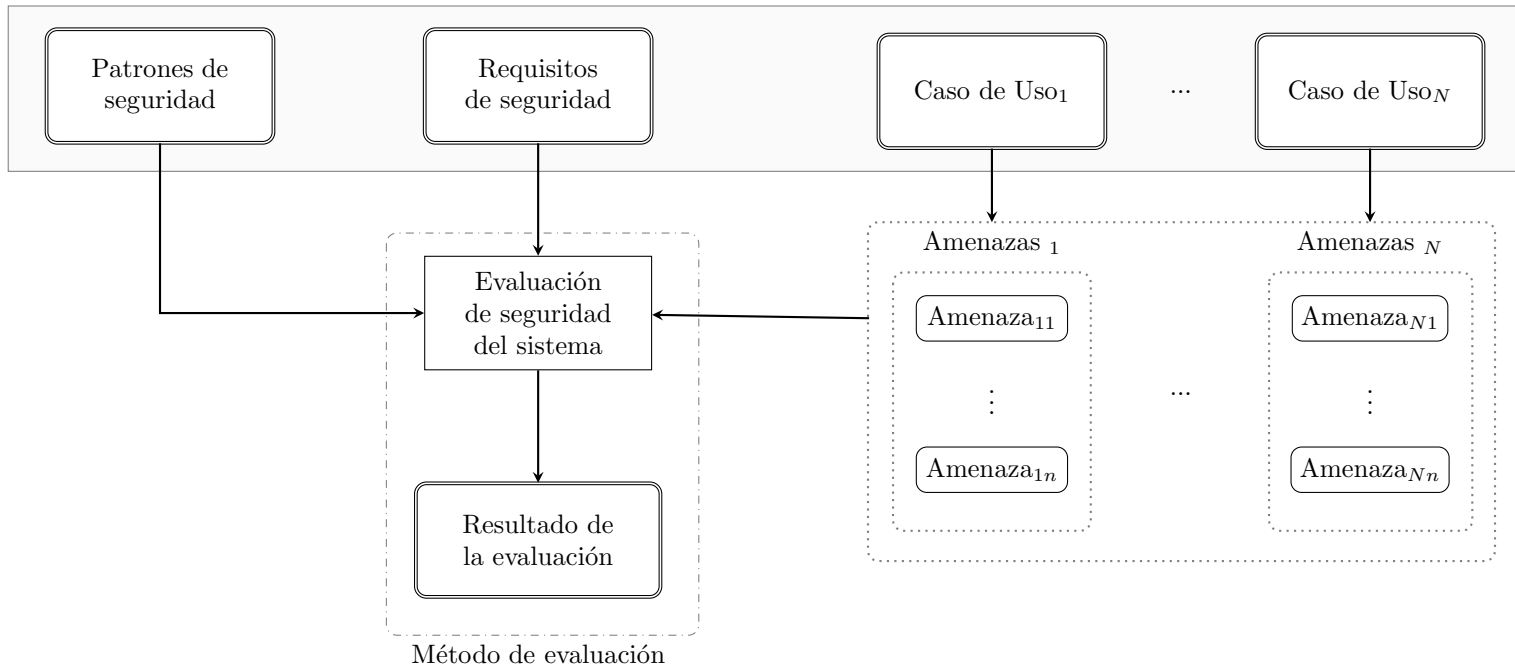 Patrones de
seguridad
Requisitos
de seguridad
Caso de Uso₁
...
Caso de Uso_N
Amenazas ₁
Amenazas _N
Evaluación
de seguridad
del sistema
Amenaza₁₁
Amenaza_N1
⋮
...
⋮
Amenaza₁ₙ
Amenaza_Nn
Resultado de
la evaluación
Método de evaluación